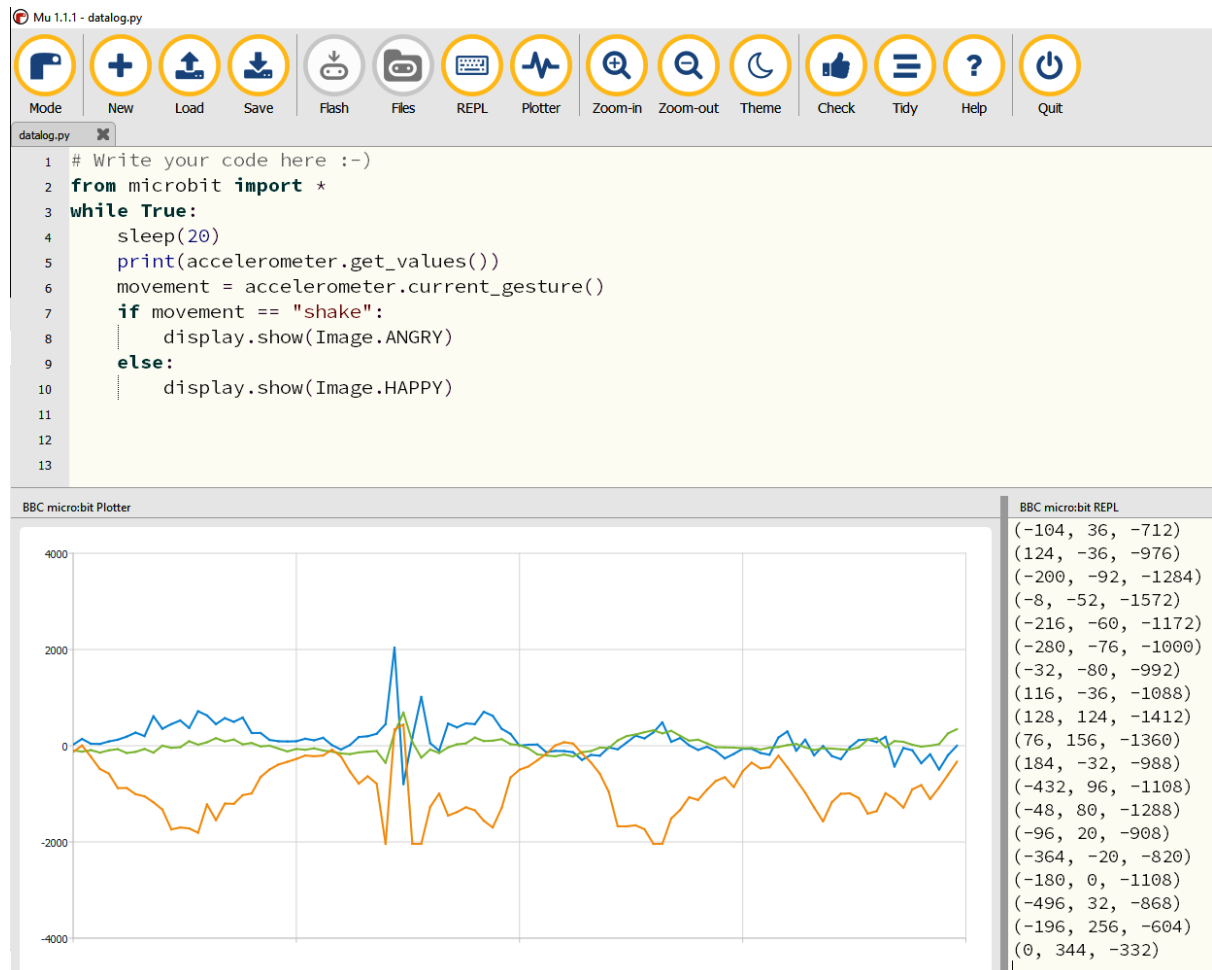 Mu 1.1.1 - datalog.py
Mode New Load Save Flash Files REPL Plotter Zoom-in Zoom-out Theme Check Tidy Help Quit
datalog.py
1 # Write your code here :-)
2 from microbit import *
3 while True:
4 sleep(20)
5 print(accelerometer.get_values())
6 movement = accelerometer.current_gesture()
7 if movement == "shake":
8 display.show(Image.ANGRY)
9 else:
10 display.show(Image.HAPPY)
11
12
13
BBC micro:bit Plotter
4000
2000
0
-2000
-4000
BBC micro:bit REPL
(-104, 36, -712)
(124, -36, -976)
(-200, -92, -1284)
(-8, -52, -1572)
(-216, -60, -1172)
(-280, -76, -1000)
(-32, -80, -992)
(116, -36, -1088)
(128, 124, -1412)
(76, 156, -1360)
(184, -32, -988)
(-432, 96, -1108)
(-48, 80, -1288)
(-96, 20, -908)
(-364, -20, -820)
(-180, 0, -1108)
(-496, 32, -868)
(-196, 256, -604)
(0, 344, -332)